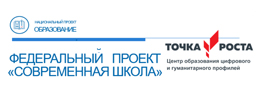 НАЦИОНАЛЬНЫЙ ПРОЕКТ
ОБРАЗОВАНИЕ
ФЕДЕРАЛЬНЫЙ ПРОЕКТ
«СОВРЕМЕННАЯ ШКОЛА»
ТОЧКА РОСТА
Центр образования цифрового
и гуманитарного профилей